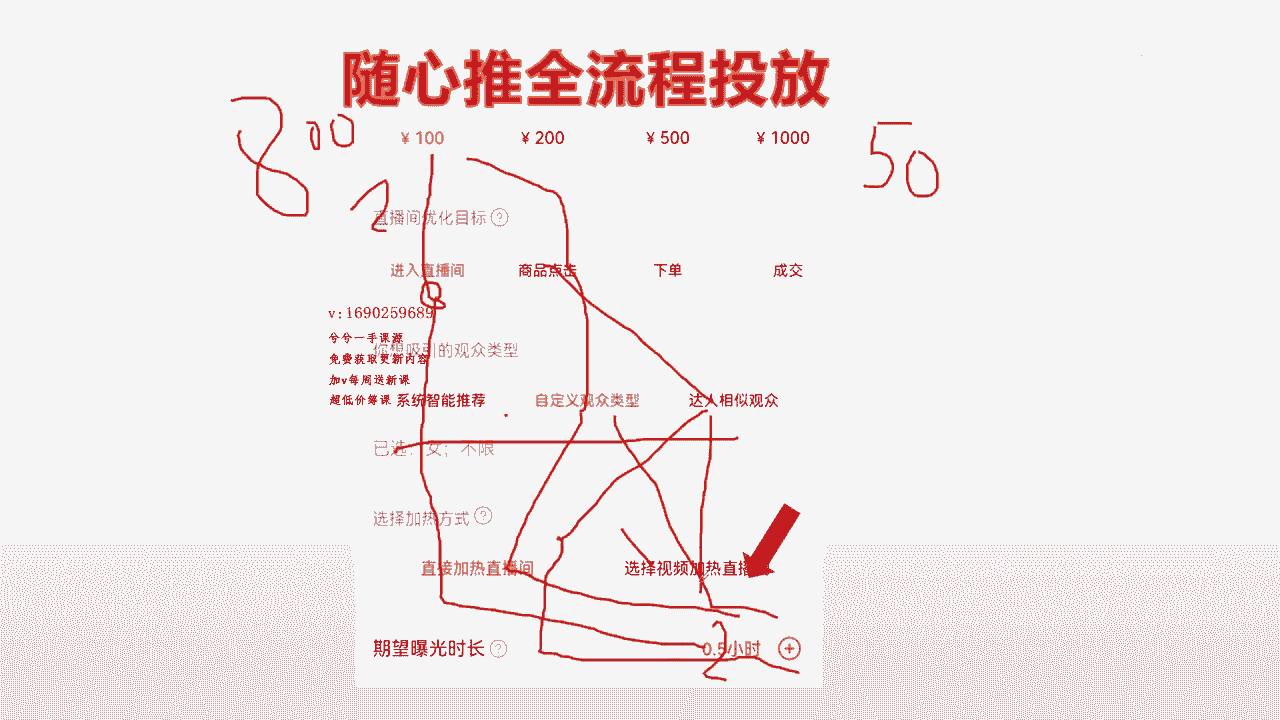 随心推全流程投放
800 ¥ 100 ¥ 200 ¥ 500 ¥ 1000 50
2
直播间优化目标 ?
进入直播间 商品点击 下单 成交
v:1690259689
兮兮一手课源
你想吸引的观众类型
免费获取更新内容
加v每周送新课
超低价筹课 系统智能推荐 自定义观众类型 达人相似观众
已选：女；不限
选择加热方式 ?
直接加热直播间 选择视频加热直播
期望曝光时长 ? 0.5小时 +
2